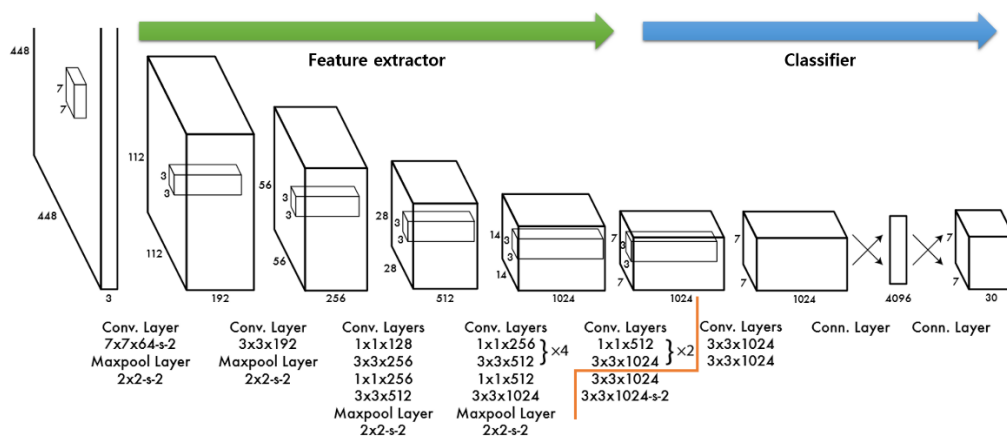 Feature extractor
Classifier
448
7
7
448
3
112
3
3
112
192
56
3
3
56
256
28
3
3
28
512
14
3
3
14
1024
7
3
3
7
1024
7
7
1024
4096
7
7
30
Conv. Layer
7x7x64-s-2
Maxpool Layer
2x2-s-2
Conv. Layer
3x3x192
Maxpool Layer
2x2-s-2
Conv. Layers
1x1x128
3x3x256
1x1x256
3x3x512
Maxpool Layer
2x2-s-2
Conv. Layers
1x1x256
3x3x512
}×4
1x1x512
3x3x1024
Maxpool Layer
2x2-s-2
Conv. Layers
1x1x512
3x3x1024
}×2
3x3x1024
3x3x1024-s-2
Conv. Layers
3x3x1024
3x3x1024
Conn. Layer
Conn. Layer